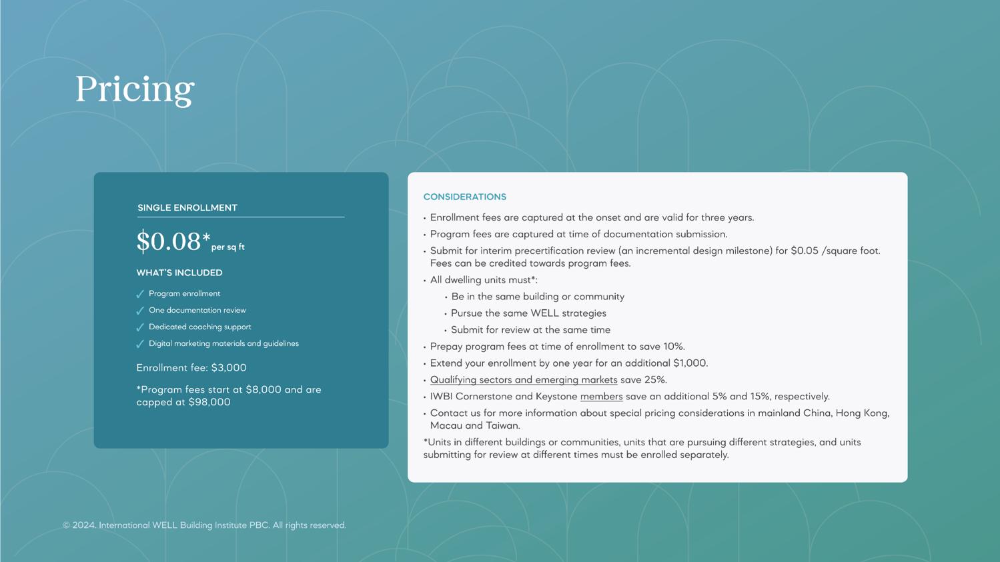 Pricing
SINGLE ENROLLMENT
$0.08* per sq ft
WHAT'S INCLUDED
✓ Program enrollment
✓ One documentation review
✓ Dedicated coaching support
✓ Digital marketing materials and guidelines
Enrollment fee: $3,000
*Program fees start at $8,000 and are
capped at $98,000
CONSIDERATIONS
• Enrollment fees are captured at the onset and are valid for three years.
• Program fees are captured at time of documentation submission.
• Submit for interim precertification review (an incremental design milestone) for $0.05 /square foot.
Fees can be credited towards program fees.
• All dwelling units must*:
• Be in the same building or community
• Pursue the same WELL strategies
• Submit for review at the same time
• Prepay program fees at time of enrollment to save 10%.
• Extend your enrollment by one year for an additional $1,000.
• Qualifying sectors and emerging markets save 25%.
• IWBI Cornerstone and Keystone members save an additional 5% and 15%, respectively.
• Contact us for more information about special pricing considerations in mainland China, Hong Kong,
Macau and Taiwan.
*Units in different buildings or communities, units that are pursuing different strategies, and units
submitting for review at different times must be enrolled separately.
© 2024. International WELL Building Institute PBC. All rights reserved.